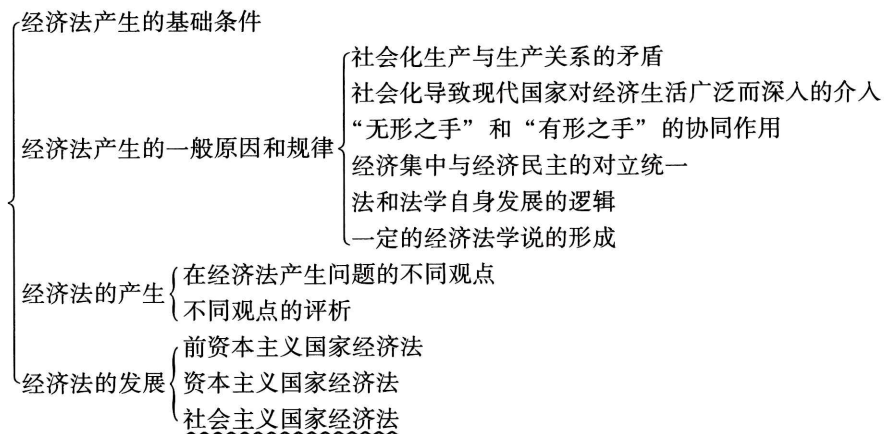 经济法产生的基础条件
经济法产生的一般原因和规律
社会化生产与生产关系的矛盾
社会化导致现代国家对经济生活广泛而深入的介入
“无形之手”和“有形之手”的协同作用
经济集中与经济民主的对立统一
法和法学自身发展的逻辑
一定的经济法学说的形成
经济法的产生
在经济法产生问题的不同观点
不同观点的评析
经济法的发展
前资本主义国家经济法
资本主义国家经济法
社会主义国家经济法